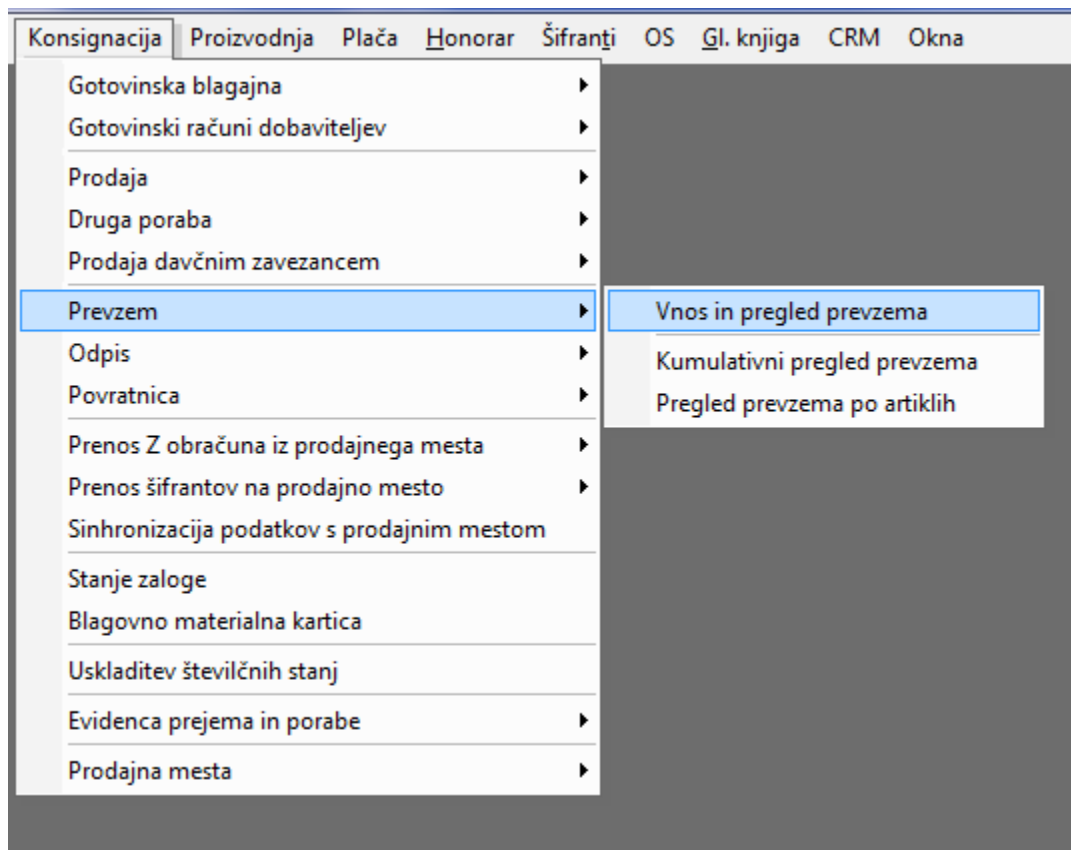 Konsignacija Proizvodnja Plača Honorar Šifranti OS Gl. knjiga CRM Okna
Gotovinska blagajna
Gotovinski računi dobaviteljev
Prodaja
Druga poraba
Prodaja davčnim zavezancem
Prevzem
Odpis
Povratnica
Prenos Z obračuna iz prodajnega mesta
Prenos šifrantov na prodajno mesto
Sinhronizacija podatkov s prodajnim mestom
Stanje zaloge
Blagovno materialna kartica
Uskladitev številčnih stanj
Evidenca prejema in porabe
Prodajna mesta
Vnos in pregled prevzema
Kumulativni pregled prevzema
Pregled prevzema po artiklih